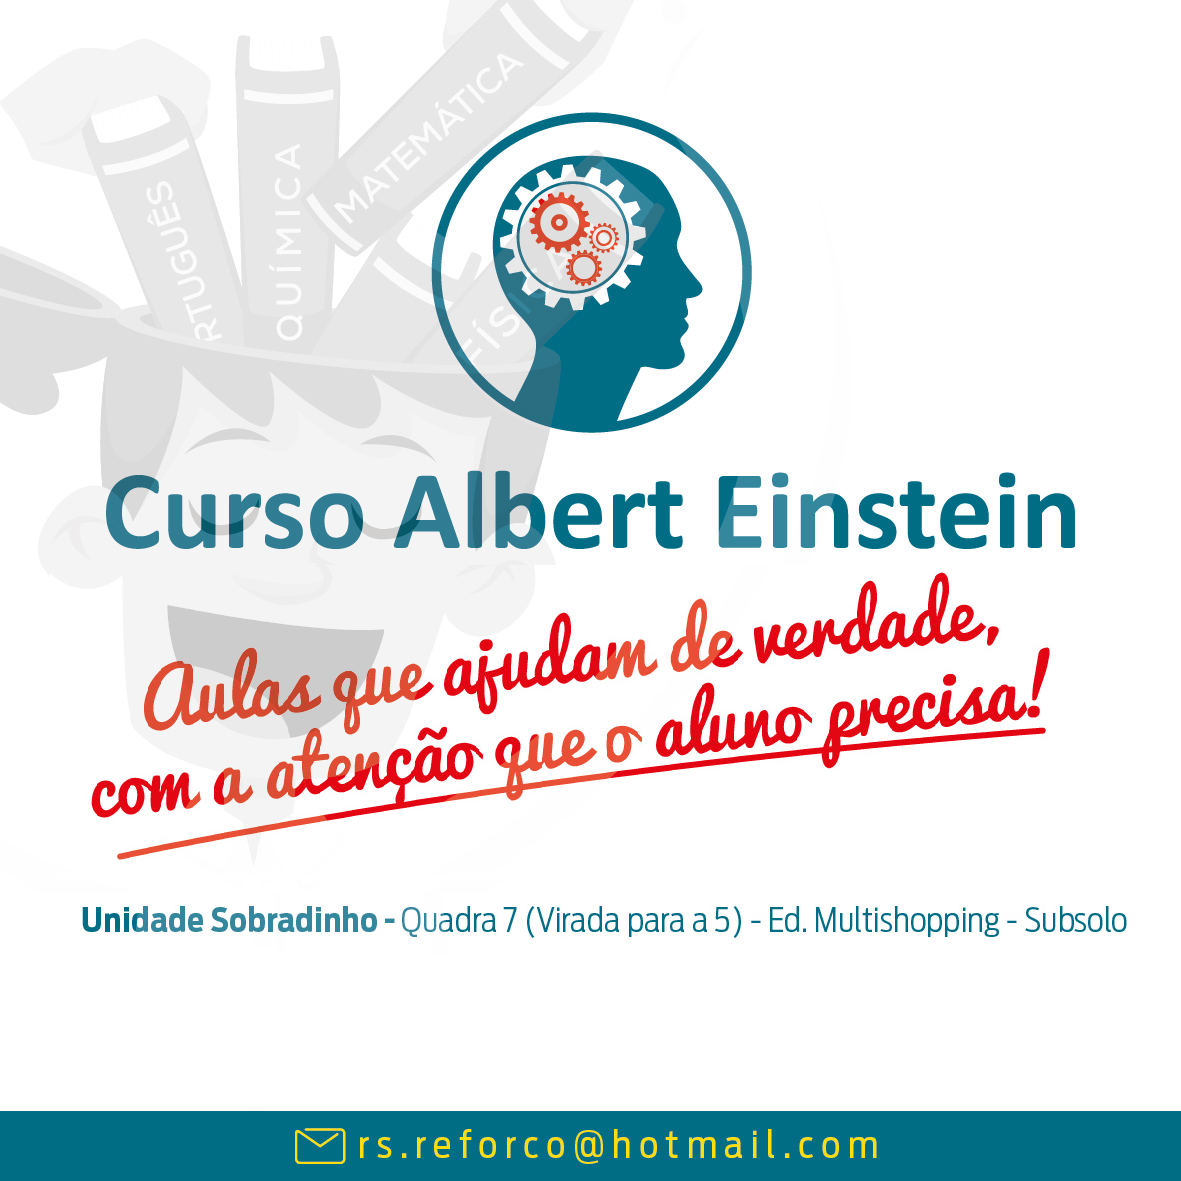 MATEMÁTICA
RTUGUÊS
QUÍMICA
FÍSICA
Curso Albert Einstein
Aulas que ajudam de verdade,
com a atenção que o aluno precisa!
Unidade Sobradinho - Quadra 7 (Virada para a 5) - Ed. Multishopping - Subsolo
rs.reforco@hotmail.com